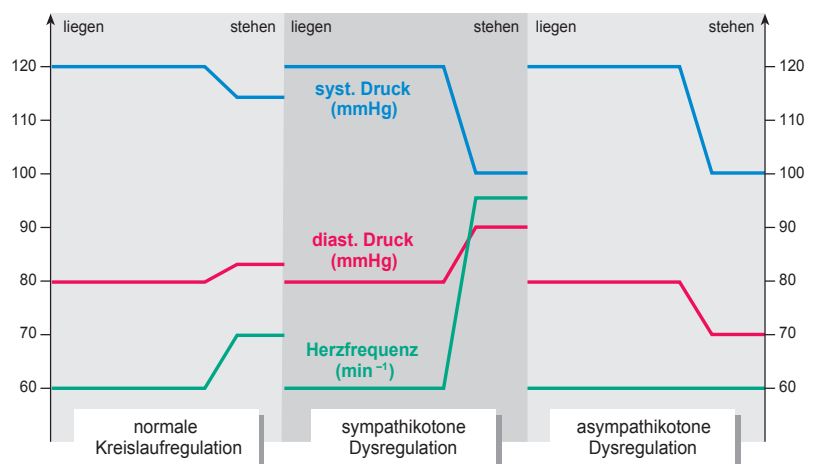 liegen stehen liegen stehen liegen stehen
120 120
syst. Druck
(mmHg)
110 110
100 100
90 90
diast. Druck
(mmHg)
80 80
70 70
Herzfrequenz
(min⁻¹)
60 60
normale
Kreislaufregulation
sympathikotone
Dysregulation
asympathikotone
Dysregulation